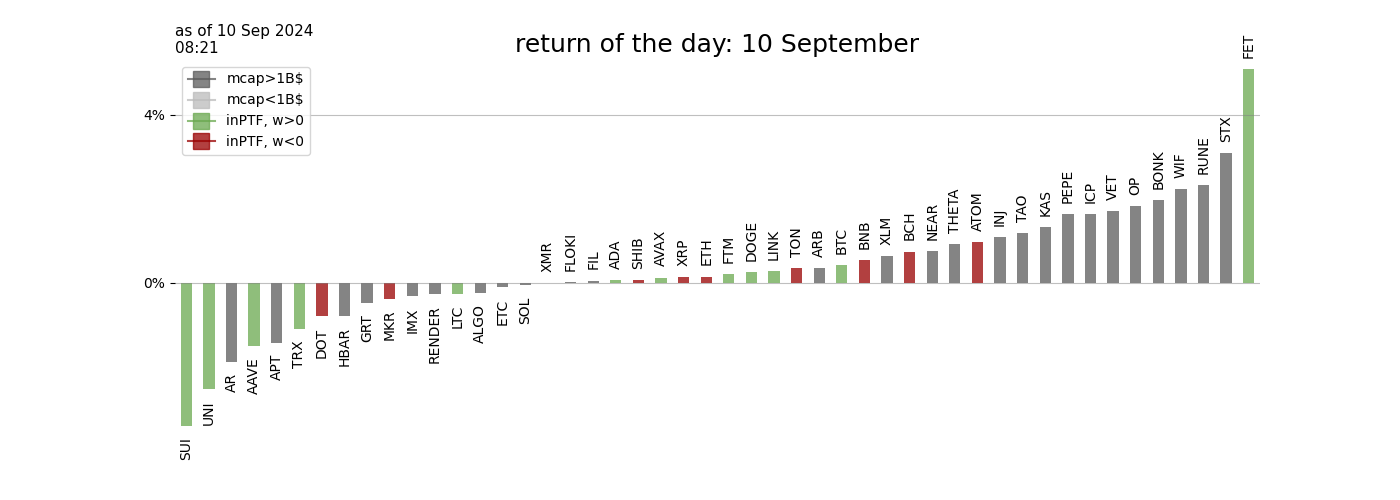 as of 10 Sep 2024
08:21
return of the day: 10 September
mcap>1B$
mcap<1B$
inPTF, w>0
inPTF, w<0
4%
0%
SUI
UNI
AR
AAVE
APT
TRX
DOT
HBAR
GRT
MKR
IMX
RENDER
LTC
ALGO
ETC
SOL
XMR
FLOKI
FIL
ADA
SHIB
AVAX
XRP
ETH
FTM
DOGE
LINK
TON
ARB
BTC
BNB
XLM
BCH
NEAR
THETA
ATOM
INJ
TAO
KAS
PEPE
ICP
VET
OP
BONK
WIF
RUNE
STX
FET